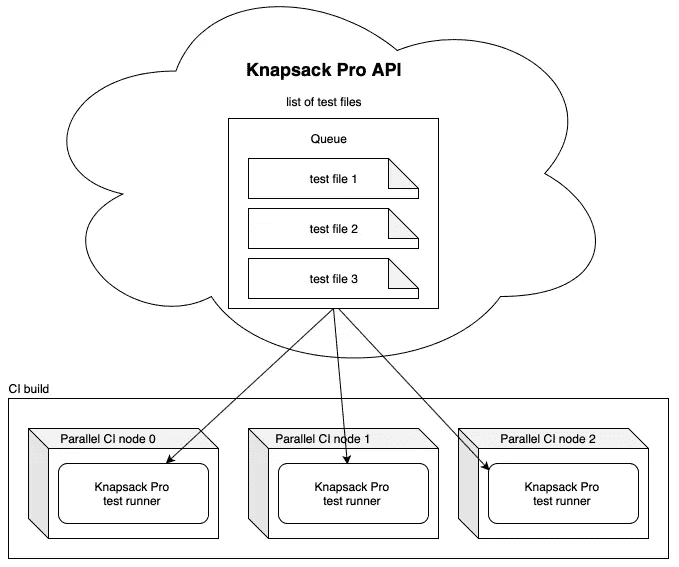 Knapsack Pro API
list of test files
Queue
test file 1
test file 2
test file 3
CI build
Parallel CI node 0
Parallel CI node 1
Parallel CI node 2
Knapsack Pro
test runner
Knapsack Pro
test runner
Knapsack Pro
test runner